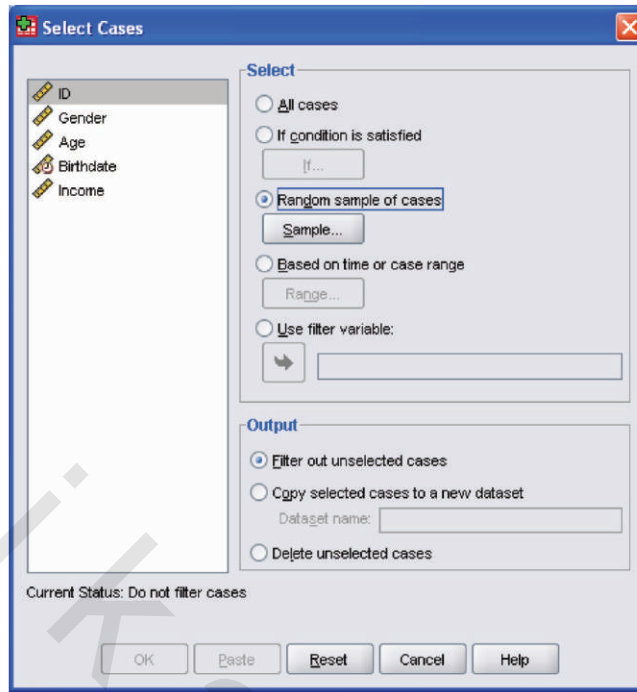 Select Cases
ID
Gender
Age
Birthdate
Income
Select
All cases
If condition is satisfied
If...
Random sample of cases
Sample...
Based on time or case range
Range...
Use filter variable:
Output
Filter out unselected cases
Copy selected cases to a new dataset
Dataset name:
Delete unselected cases
Current Status: Do not filter cases
OK Paste Reset Cancel Help